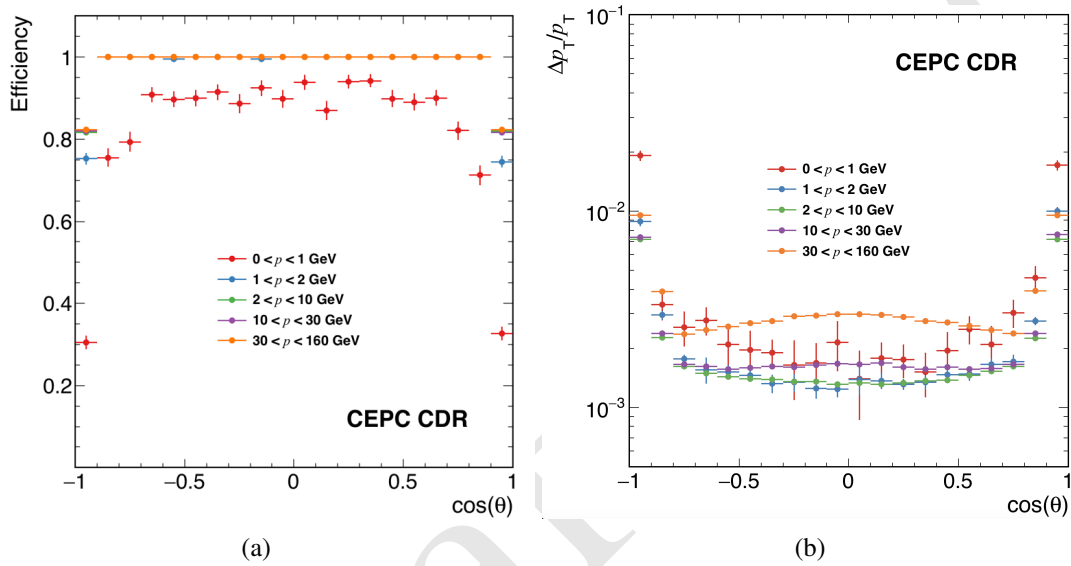 Efficiency
1
0.8
0.6
0.4
0.2
0 < p < 1 GeV
1 < p < 2 GeV
2 < p < 10 GeV
10 < p < 30 GeV
30 < p < 160 GeV
CEPC CDR
−1 −0.5 0 0.5 1
cos(θ)
(a)
Δp_T/p_T
10⁻¹
10⁻²
10⁻³
CEPC CDR
0 < p < 1 GeV
1 < p < 2 GeV
2 < p < 10 GeV
10 < p < 30 GeV
30 < p < 160 GeV
−1 −0.5 0 0.5 1
cos(θ)
(b)